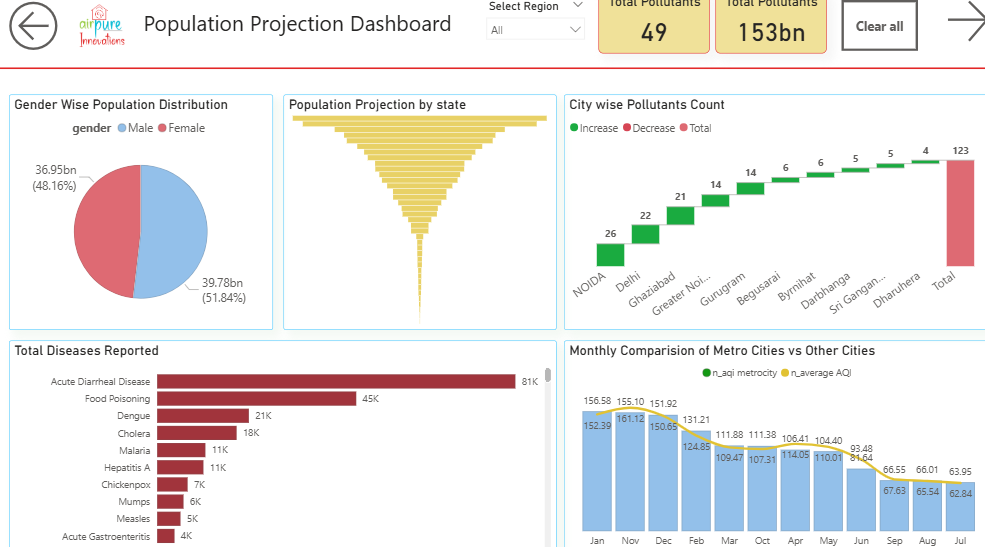 airpure
Innovations
Population Projection Dashboard
Select Region
All
Total Pollutants
49
Total Pollutants
153bn
Clear all
Gender Wise Population Distribution
gender Male Female
36.95bn
(48.16%)
39.78bn
(51.84%)
Population Projection by state
City wise Pollutants Count
Increase Decrease Total
26
22
21
14
14
6
6
5
5
4
123
NOIDA
Delhi
Ghaziabad
Greater Noi...
Gurugram
Begusarai
Byrnihat
Darbhanga
Sri Gangan...
Dharuhera
Total
Total Diseases Reported
Acute Diarrheal Disease 81K
Food Poisoning 45K
Dengue 21K
Cholera 18K
Malaria 11K
Hepatitis A 11K
Chickenpox 7K
Mumps 6K
Measles 5K
Acute Gastroenteritis 4K
Monthly Comparision of Metro Cities vs Other Cities
n_aqi metrocity n_average AQI
156.58 155.10 151.92 131.21 111.88 111.38 106.41 104.40 93.48 66.55 66.01 63.95
152.39 161.12 150.65 124.85 109.47 107.31 114.05 110.01 81.64 67.63 65.54 62.84
Jan Nov Dec Feb Mar Oct Apr May Jun Sep Aug Jul